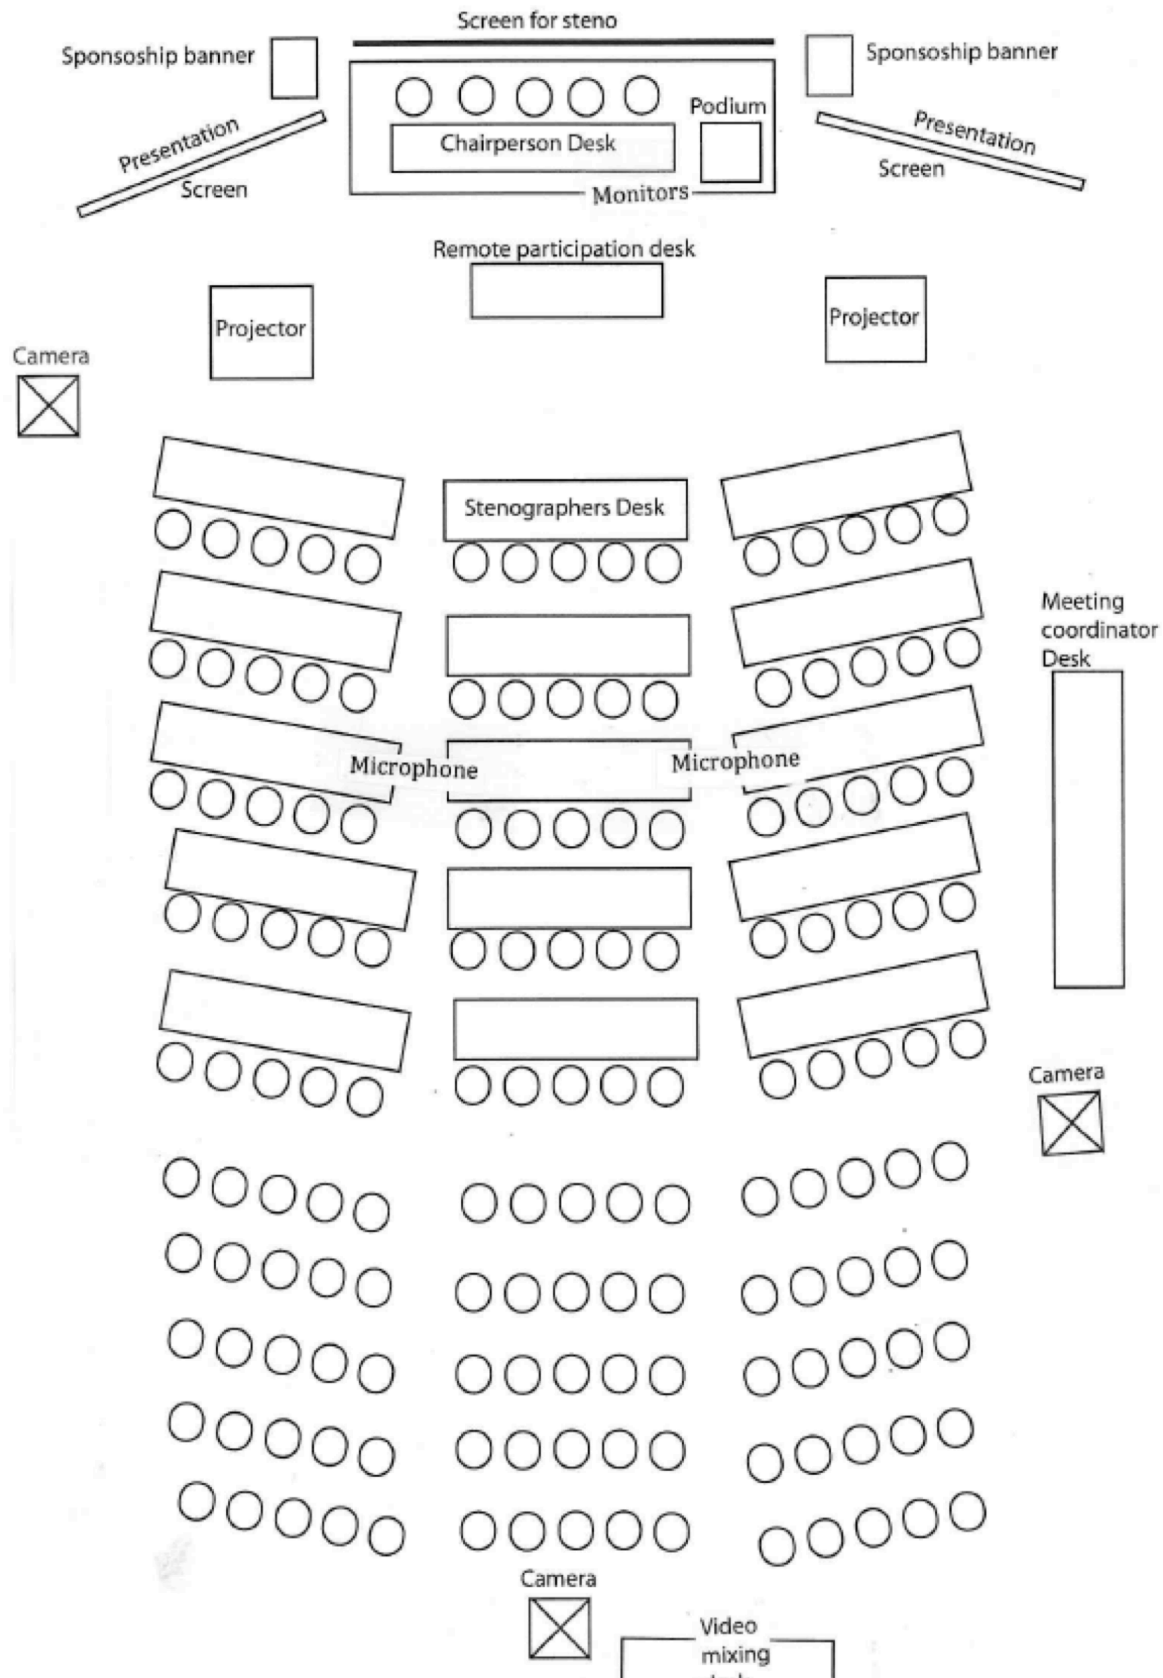 Screen for steno
Sponsoship banner
Sponsoship banner
Podium
Presentation
Screen
Chairperson Desk
Presentation
Screen
Monitors
Remote participation desk
Projector
Projector
Camera
Stenographers Desk
Meeting
coordinator
Desk
Microphone
Microphone
Camera
Camera
Video
mixing